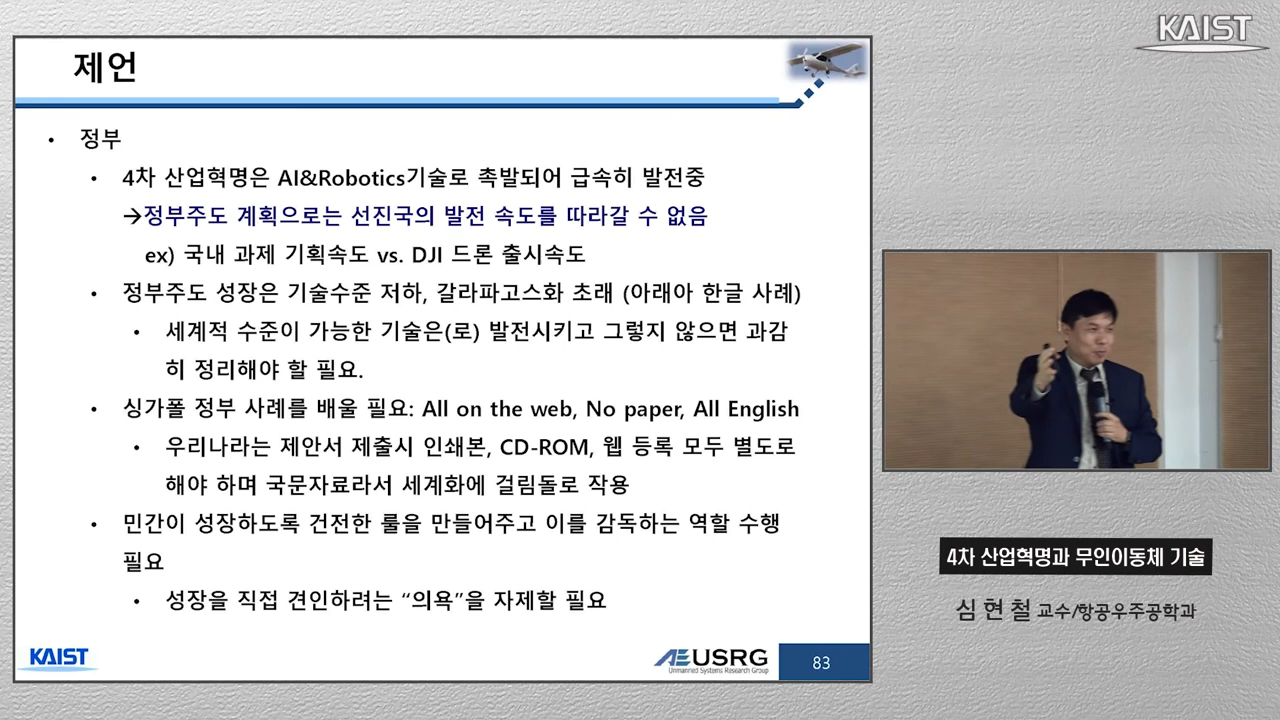 KAIST
제언
• 정부
• 4차 산업혁명은 AI&Robotics기술로 촉발되어 급속히 발전중
→정부주도 계획으로는 선진국의 발전 속도를 따라갈 수 없음
ex) 국내 과제 기획속도 vs. DJI 드론 출시속도
• 정부주도 성장은 기술수준 저하, 갈라파고스화 초래 (아래아 한글 사례)
• 세계적 수준이 가능한 기술은(로) 발전시키고 그렇지 않으면 과감
히 정리해야 할 필요.
• 싱가폴 정부 사례를 배울 필요: All on the web, No paper, All English
• 우리나라는 제안서 제출시 인쇄본, CD-ROM, 웹 등록 모두 별도로
해야 하며 국문자료라서 세계화에 걸림돌로 작용
• 민간이 성장하도록 건전한 룰을 만들어주고 이를 감독하는 역할 수행
필요
• 성장을 직접 견인하려는 “의욕”을 자제할 필요
KAIST
AEUSRG
Unmanned Systems Research Group
83
4차 산업혁명과 무인이동체 기술
심 현 철 교수/항공우주공학과